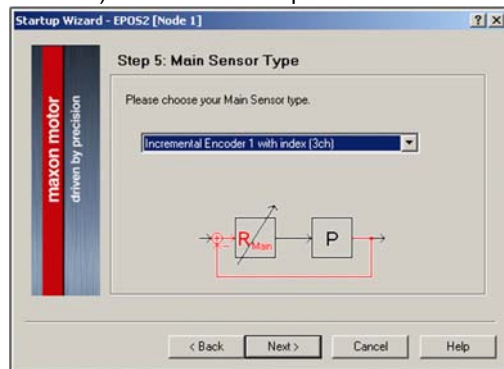 Startup Wizard - EPOS2 [Node 1]
Step 5: Main Sensor Type
maxon motor
driven by precision
Please choose your Main Sensor type.
Incremental Encoder 1 with index (3ch)
R Main
P
< Back
Next >
Cancel
Help